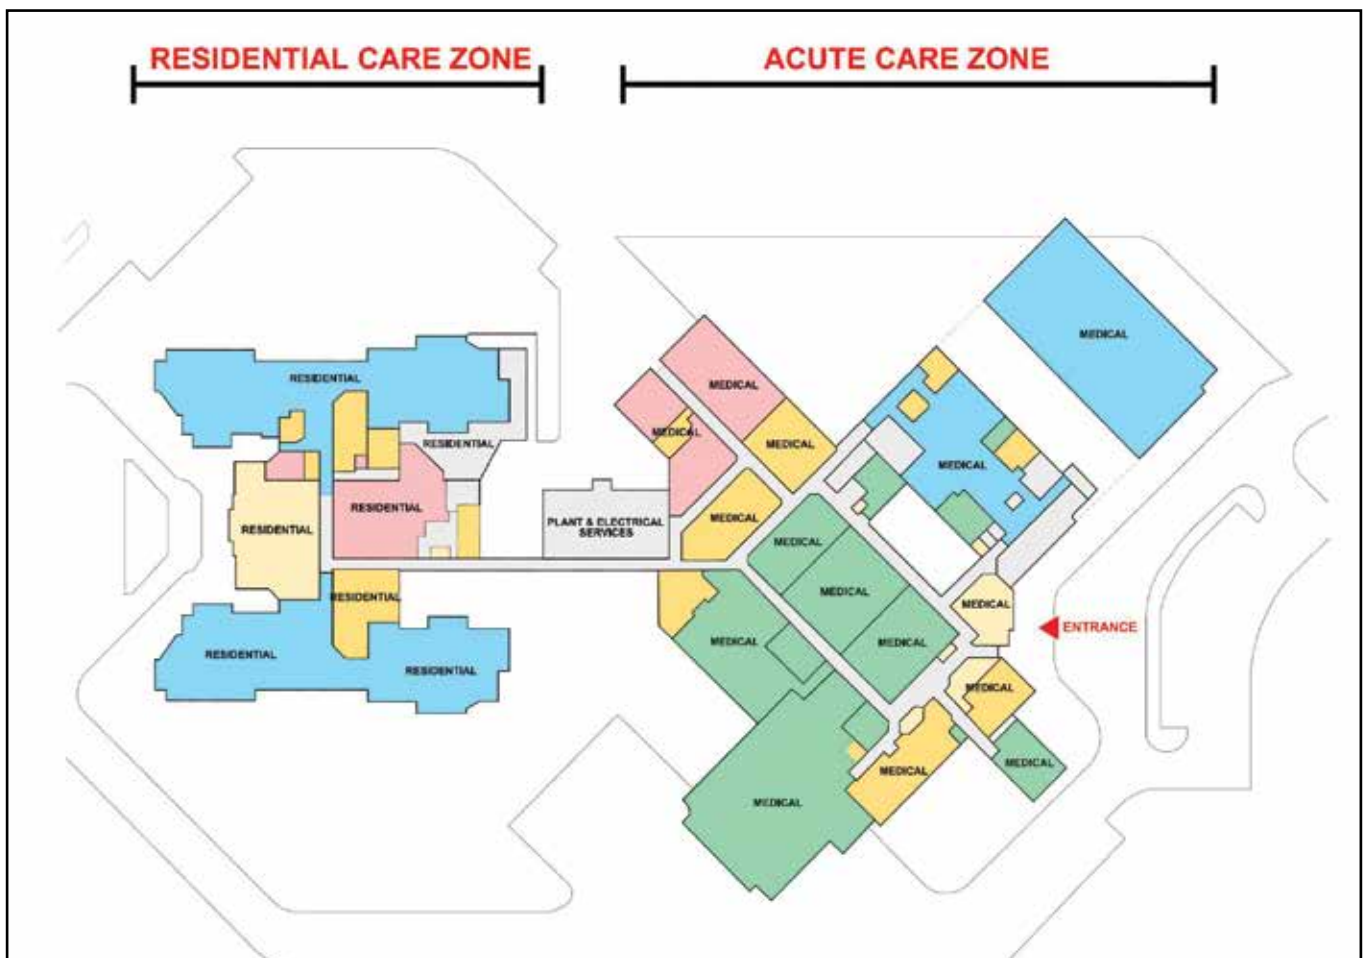 RESIDENTIAL CARE ZONE
ACUTE CARE ZONE
MEDICAL
RESIDENTIAL
MEDICAL
MEDICAL
MEDICAL
RESIDENTIAL
MEDICAL
RESIDENTIAL
MEDICAL
RESIDENTIAL
PLANT & ELECTRICAL
SERVICES
MEDICAL
MEDICAL
RESIDENTIAL
MEDICAL
ENTRANCE
MEDICAL
MEDICAL
RESIDENTIAL
RESIDENTIAL
MEDICAL
MEDICAL
MEDICAL
MEDICAL